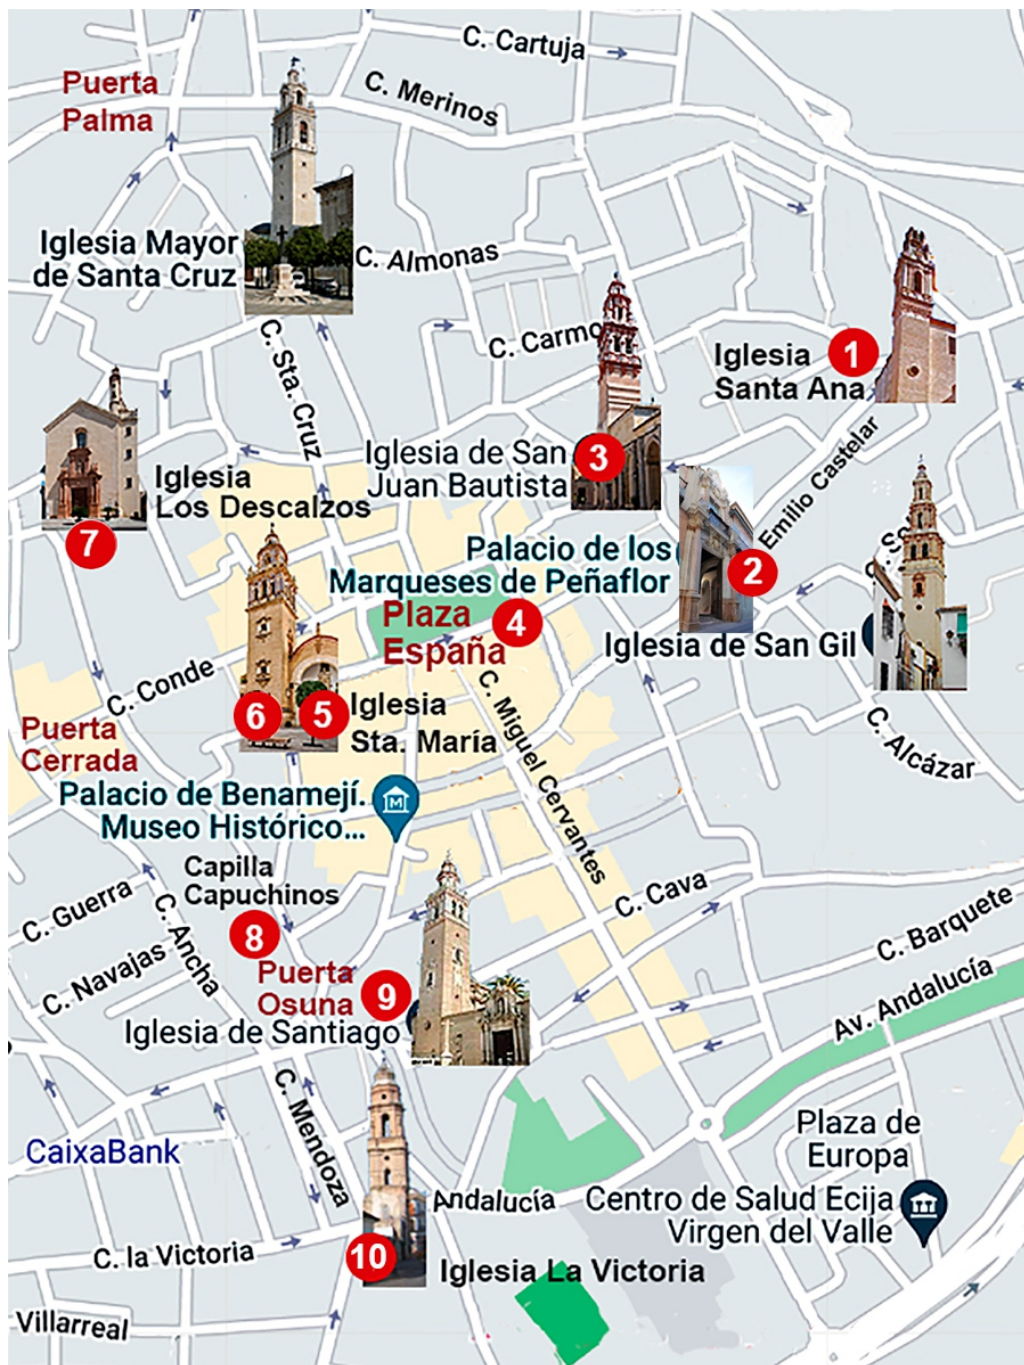 C. Cartuja
Puerta
Palma
C. Merinos
Iglesia Mayor
de Santa Cruz
C. Almonas
C. Sta. Cruz
C. Carmo
1
Iglesia
Santa Ana
Iglesia de San
Juan Bautista
3
Emilio Castelar
Iglesia
Los Descalzos
7
Palacio de los
Marqueses de Peñaflor
2
Plaza
España
4
Iglesia de San Gil
C. Conde
6
5
Iglesia
Sta. María
C. Miguel Cervantes
C. Alcázar
Puerta
Cerrada
Palacio de Benamejí.
Museo Histórico...
M
Capilla
Capuchinos
8
C. Guerra
C. Ancha
C. Navajas
C. Cava
C. Barquete
Av. Andalucía
Puerta
Osuna
9
Iglesia de Santiago
C. Mendoza
CaixaBank
Plaza de
Europa
Andalucía
Centro de Salud Ecija
Virgen del Valle
C. la Victoria
10
Iglesia La Victoria
Villarreal